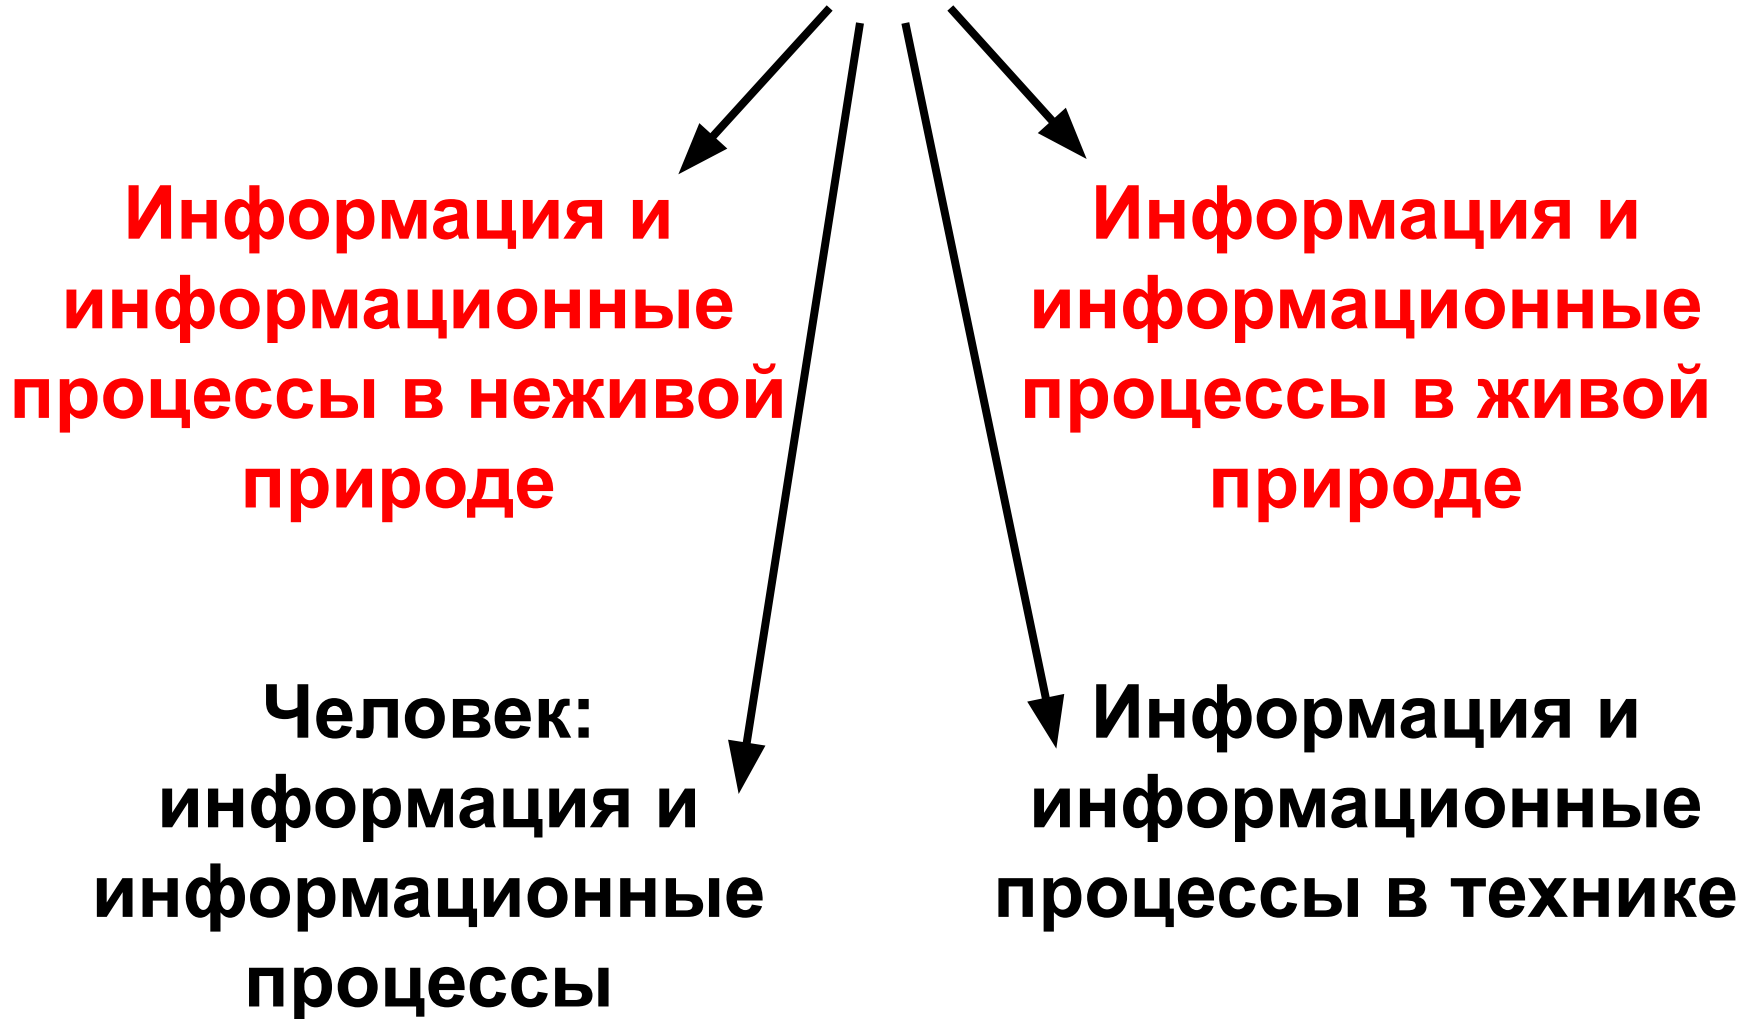 Информация и
информационные
процессы в неживой
природе
Информация и
информационные
процессы в живой
природе
Человек:
информация и
информационные
процессы
Информация и
информационные
процессы в технике